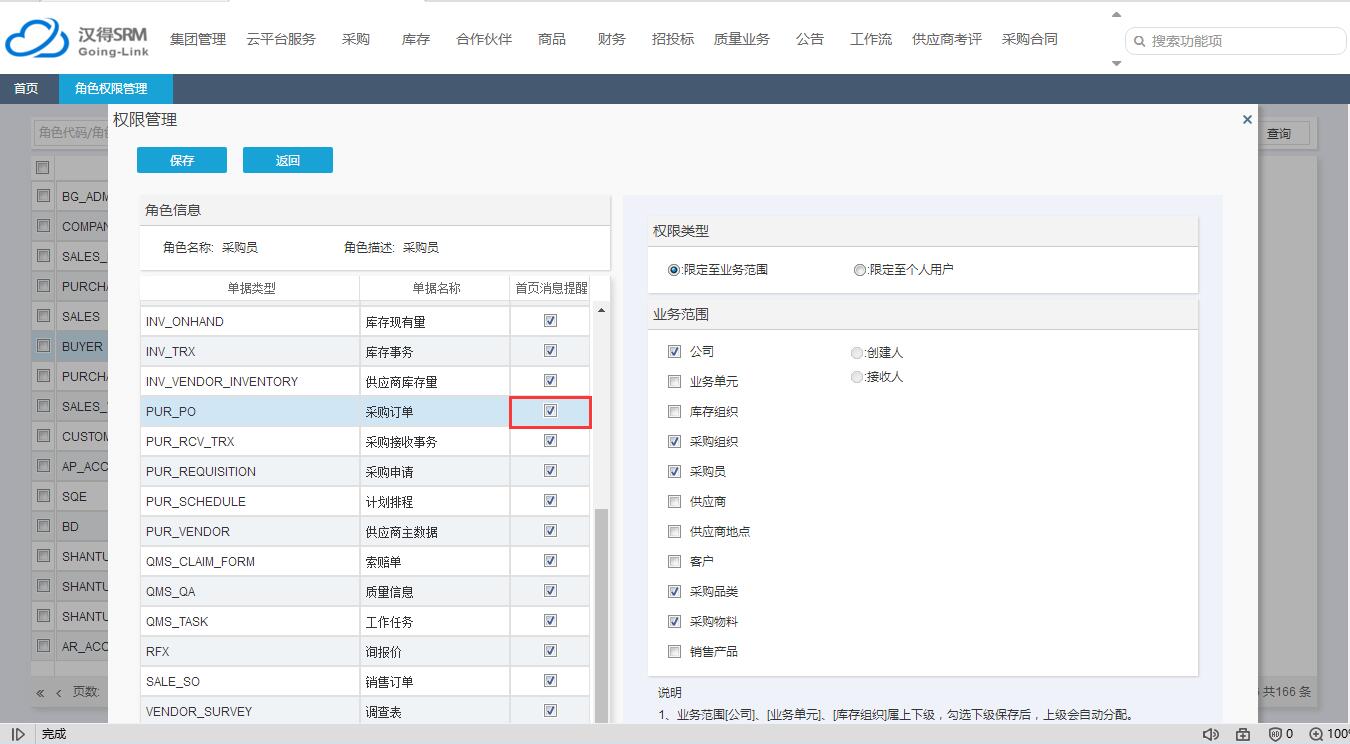 汉得SRM
Going-Link
集团管理 云平台服务 采购 库存 合作伙伴 商品 财务 招投标 质量业务 公告 工作流 供应商考评 采购合同
搜索功能项
首页 角色权限管理
权限管理
角色代码/角
查询
保存 返回
BG_ADM
COMPAN
SALES_
PURCHA
SALES
BUYER
PURCHA
SALES_
CUSTOM
AP_ACC
SQE
BD
SHANTU
SHANTU
SHANTU
AR_ACC
« ‹ 页数:
共166 条
角色信息
角色名称: 采购员 角色描述: 采购员
单据类型 单据名称 首页消息提醒
INV_ONHAND 库存现有量
INV_TRX 库存事务
INV_VENDOR_INVENTORY 供应商库存量
PUR_PO 采购订单
PUR_RCV_TRX 采购接收事务
PUR_REQUISITION 采购申请
PUR_SCHEDULE 计划排程
PUR_VENDOR 供应商主数据
QMS_CLAIM_FORM 索赔单
QMS_QA 质量信息
QMS_TASK 工作任务
RFX 询报价
SALE_SO 销售订单
VENDOR_SURVEY 调查表
权限类型
:限定至业务范围 :限定至个人用户
业务范围
公司 :创建人
业务单元 :接收人
库存组织
采购组织
采购员
供应商
供应商地点
客户
采购品类
采购物料
销售产品
说明
1、业务范围[公司]、[业务单元]、[库存组织]属上下级，勾选下级保存后，上级会自动分配。
完成
0 100%